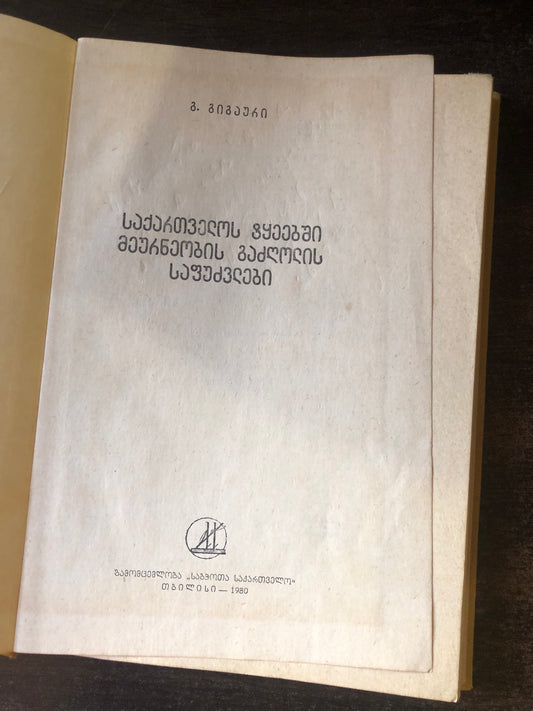 გ. გიგაური
საქართველოს ტყეებში
მეურნეობის გაძღოლის
საფუძვლები
გამომცემლობა „საბჭოთა საქართველო“
თბილისი — 1980